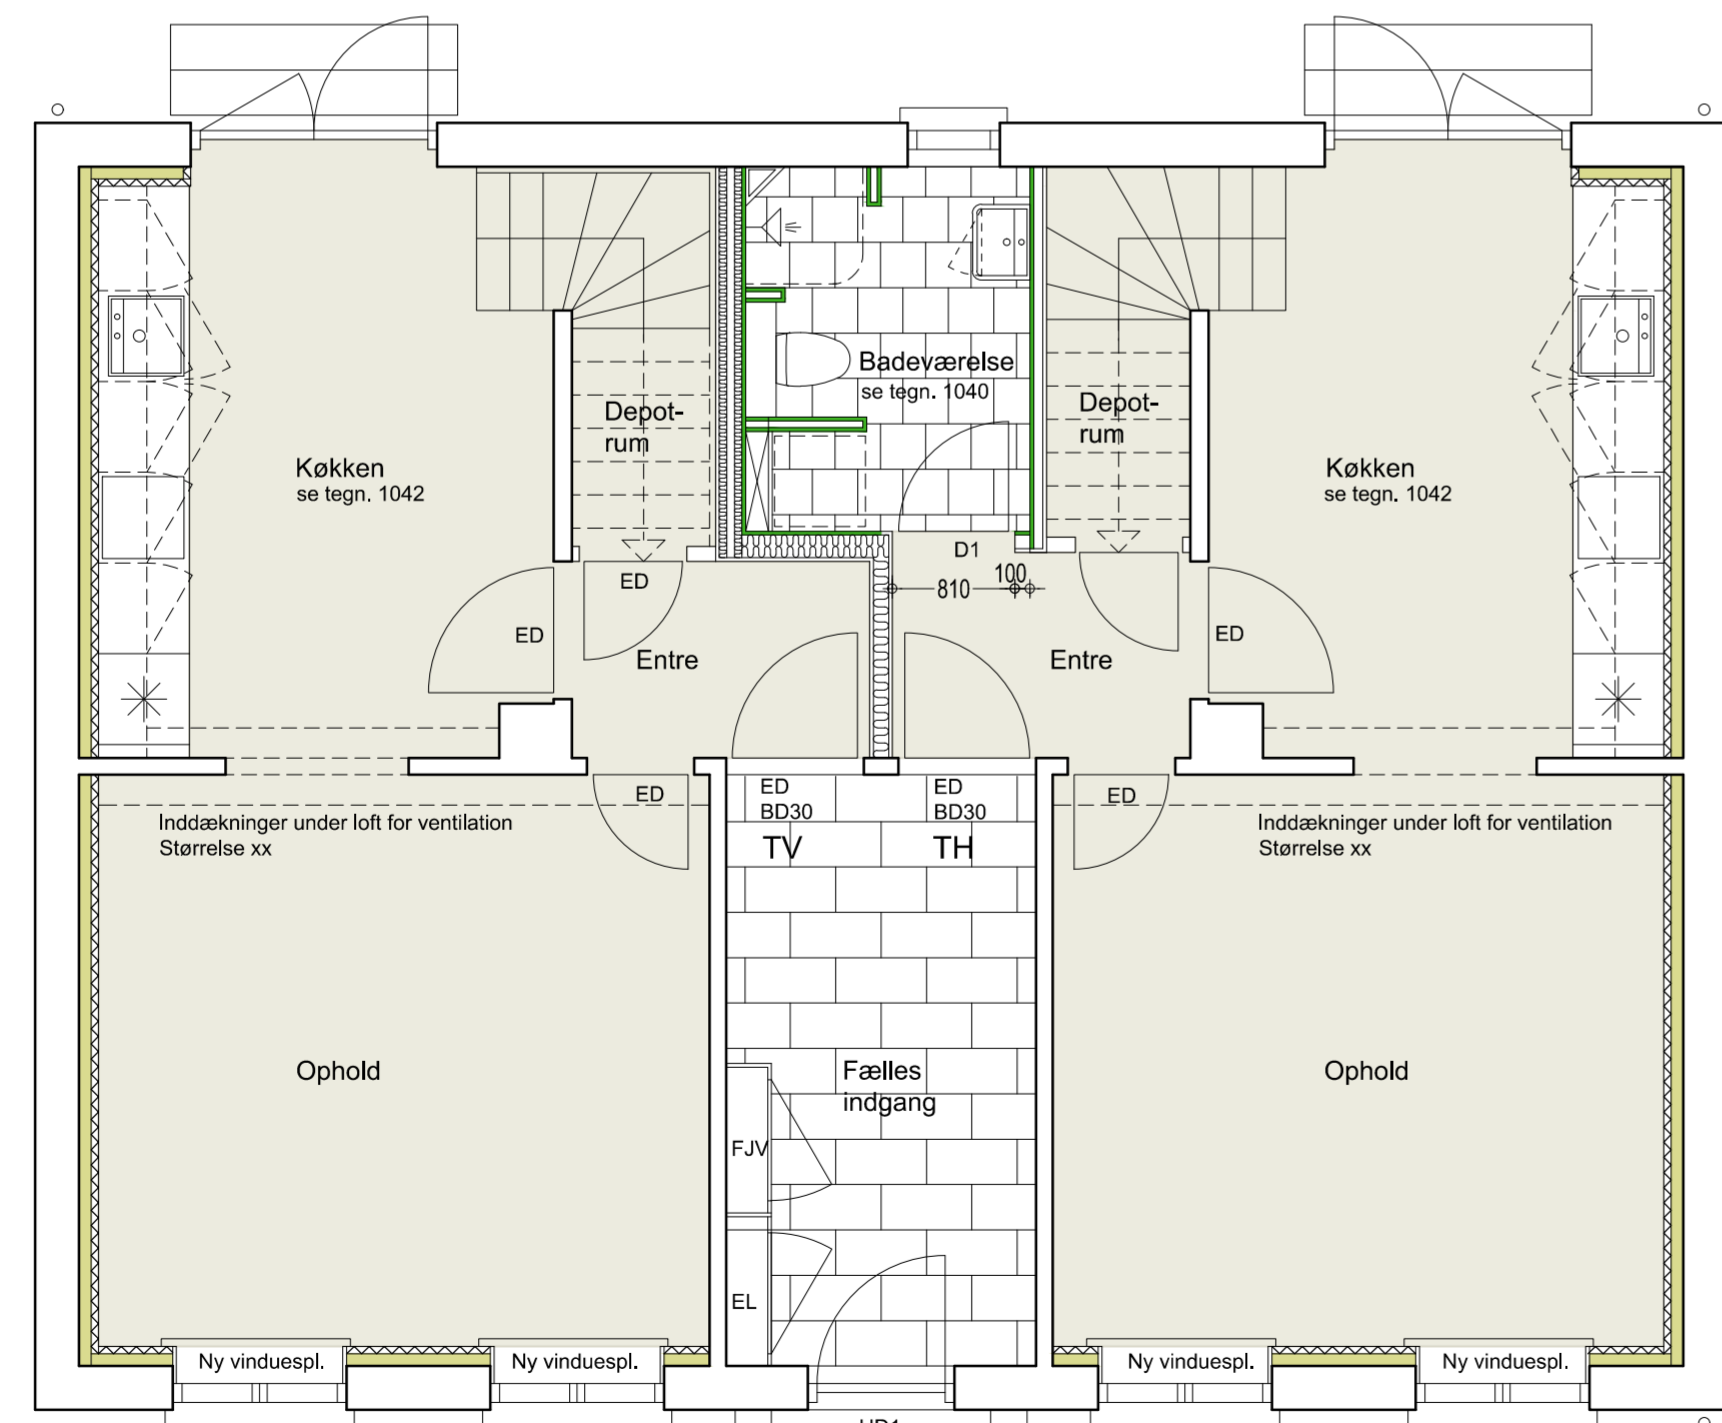 Badeværelse
se tegn. 1040
Depot-
rum
Depot-
rum
Køkken
se tegn. 1042
Køkken
se tegn. 1042
D1
100
810
ED
ED
ED
Entre
Entre
ED
ED
BD30
ED
BD30
ED
TV
TH
Inddækninger under loft for ventilation
Størrelse xx
Inddækninger under loft for ventilation
Størrelse xx
Ophold
Fælles
indgang
Ophold
FJV
EL
Ny vinduespl.
Ny vinduespl.
Ny vinduespl.
Ny vinduespl.